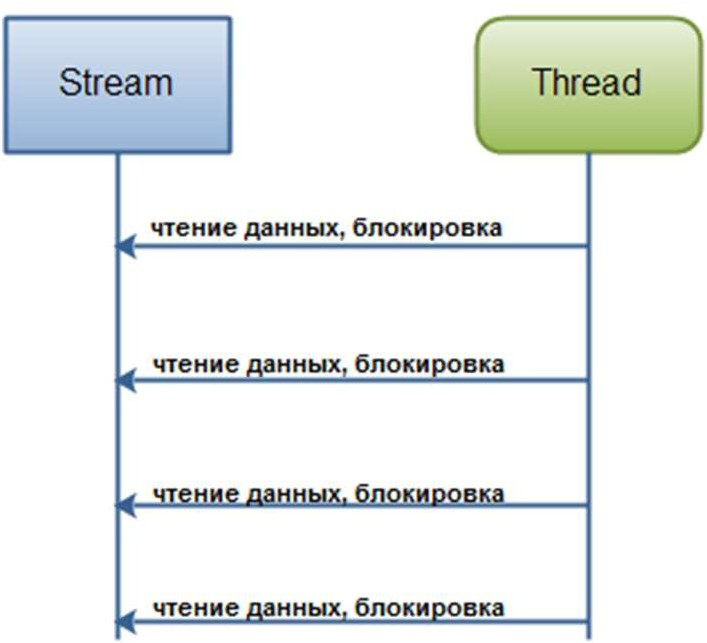 Stream
Thread
чтение данных, блокировка
чтение данных, блокировка
чтение данных, блокировка
чтение данных, блокировка